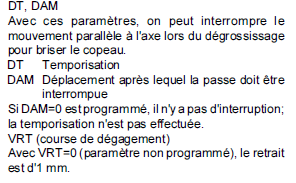 DT, DAM
Avec ces paramètres, on peut interrompre le
mouvement parallèle à l'axe lors du dégrossissage
pour briser le copeau.
DT Temporisation
DAM Déplacement après lequel la passe doit être
interrompue
Si DAM=0 est programmé, il n'y a pas d'interruption;
la temporisation n'est pas effectuée.
VRT (course de dégagement)
Avec VRT=0 (paramètre non programmé), le retrait
est d'1 mm.